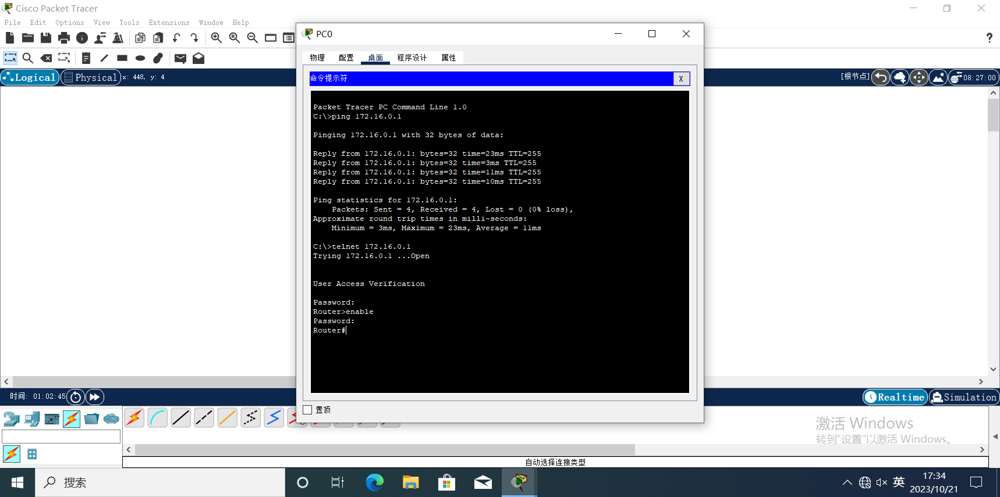 Cisco Packet Tracer
File Edit Options View Tools Extensions Window Help
PC0
物理 配置 桌面 程序设计 属性
Logical Physical x: 448, y: 4
[根节点] 08:27:00
命令提示符 X
Packet Tracer PC Command Line 1.0
C:\>ping 172.16.0.1
Pinging 172.16.0.1 with 32 bytes of data:
Reply from 172.16.0.1: bytes=32 time=23ms TTL=255
Reply from 172.16.0.1: bytes=32 time=3ms TTL=255
Reply from 172.16.0.1: bytes=32 time=11ms TTL=255
Reply from 172.16.0.1: bytes=32 time=10ms TTL=255
Ping statistics for 172.16.0.1:
Packets: Sent = 4, Received = 4, Lost = 0 (0% loss),
Approximate round trip times in milli-seconds:
Minimum = 3ms, Maximum = 23ms, Average = 11ms
C:\>telnet 172.16.0.1
Trying 172.16.0.1 ...Open
User Access Verification
Password:
Router>enable
Password:
Router#
时间: 01:02:45
Realtime Simulation
置顶
激活 Windows
转到“设置”以激活 Windows。
自动选择连接类型
搜索
英
17:34
2023/10/21